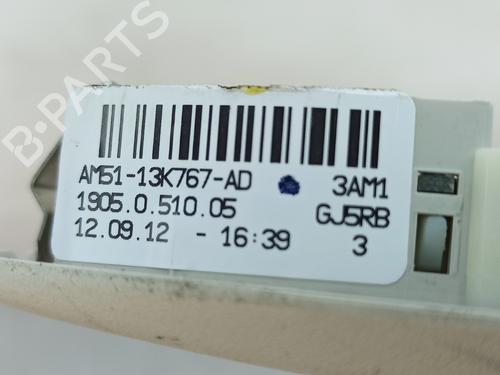 B-PARTS
AM51-13K767-AD 3AM1
1905.0.510.05 GJ5RB
12.09.12 - 16:39 3